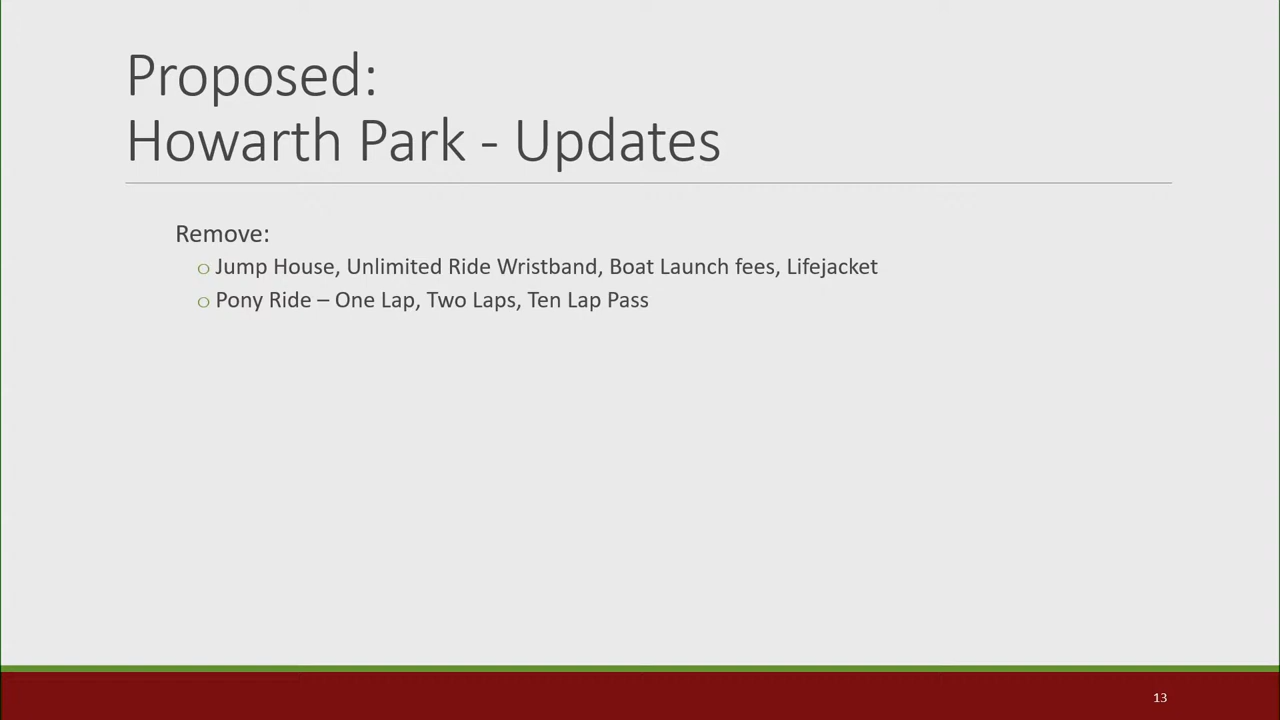 Proposed:
Howarth Park - Updates
Remove:
o Jump House, Unlimited Ride Wristband, Boat Launch fees, Lifejacket
o Pony Ride – One Lap, Two Laps, Ten Lap Pass
13